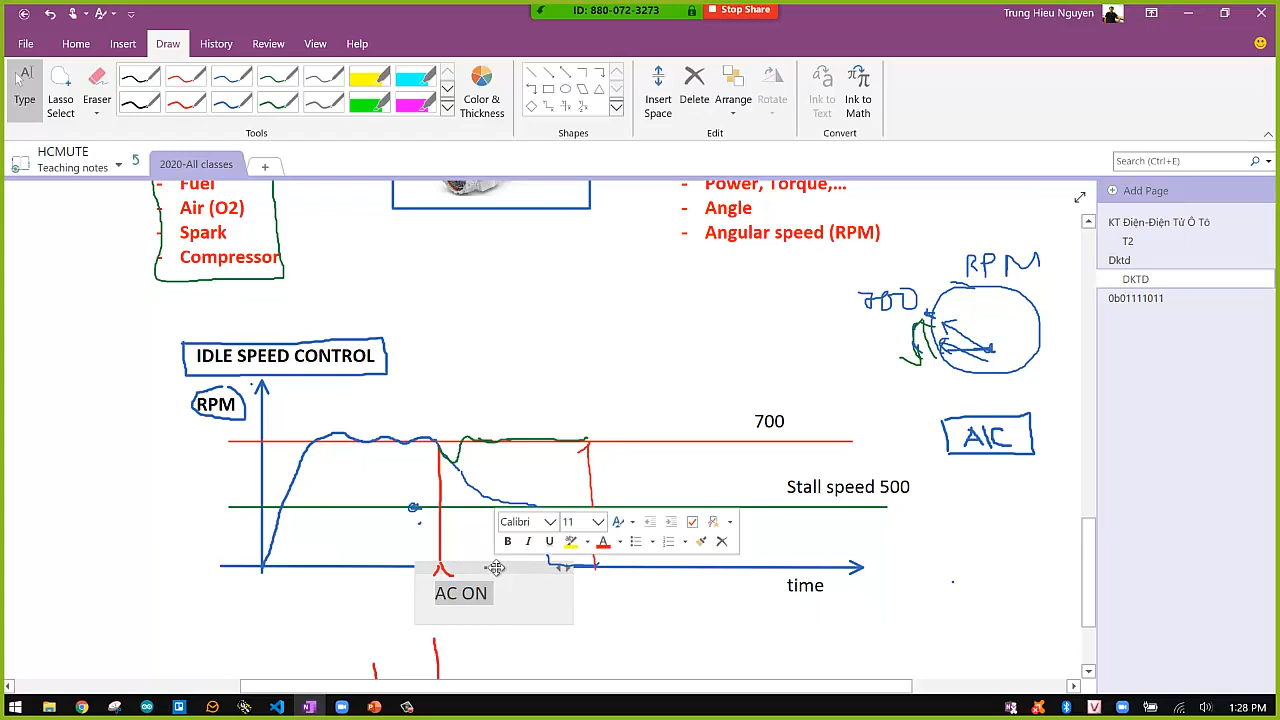 ID: 880-072-3273
Stop Share
Trung Hieu Nguyen
File
Home
Insert
Draw
History
Review
View
Help
Type
Lasso Select
Eraser
Color & Thickness
Insert Space
Delete
Arrange
Rotate
Ink to Text
Ink to Math
Tools
Shapes
Edit
Convert
HCMUTE
Teaching notes
5
2020-All classes
Search (Ctrl+E)
Add Page
KT Điện-Điện Tử Ô Tô
T2
Dktd
DKTD
0b01111011
- Fuel
- Air (O2)
- Spark
- Compressor
- Power, Torque,...
- Angle
- Angular speed (RPM)
RPM
700
IDLE SPEED CONTROL
RPM
700
A/C
Stall speed 500
Calibri
11
B I U
time
AC ON
1:28 PM